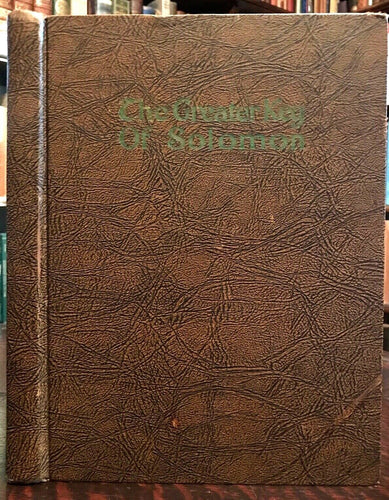 The Greater Key
Of Solomon